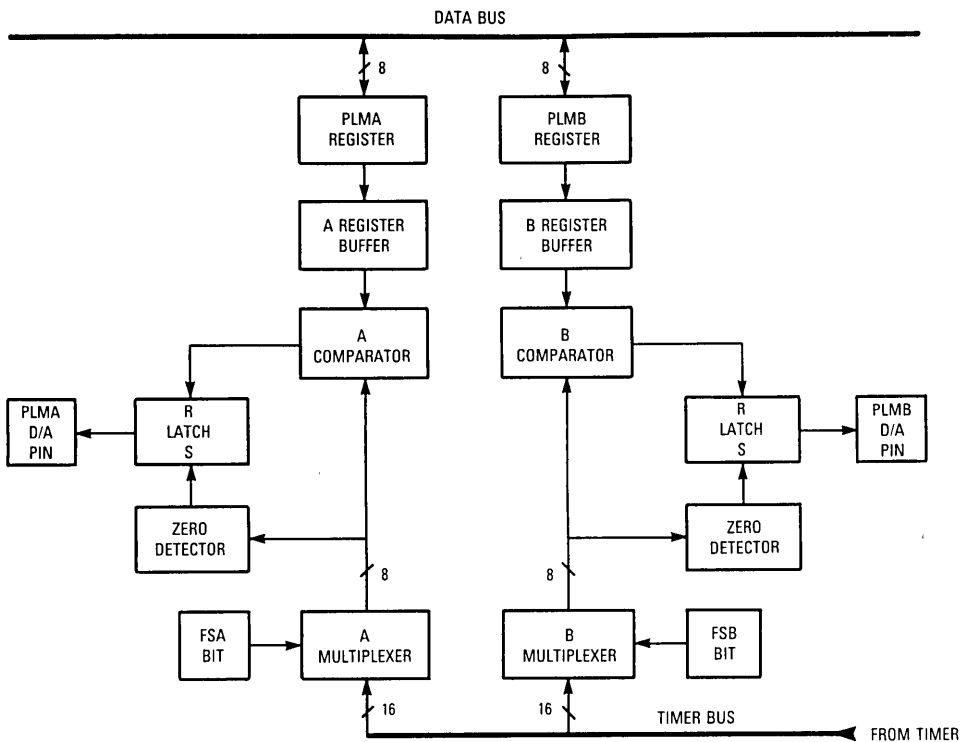 DATA BUS
8
8
PLMA
REGISTER
PLMB
REGISTER
A REGISTER
BUFFER
B REGISTER
BUFFER
A
COMPARATOR
B
COMPARATOR
PLMA
D/A
PIN
R
LATCH
S
R
LATCH
S
PLMB
D/A
PIN
ZERO
DETECTOR
ZERO
DETECTOR
8
8
FSA
BIT
A
MULTIPLEXER
B
MULTIPLEXER
FSB
BIT
16
16
TIMER BUS
FROM TIMER